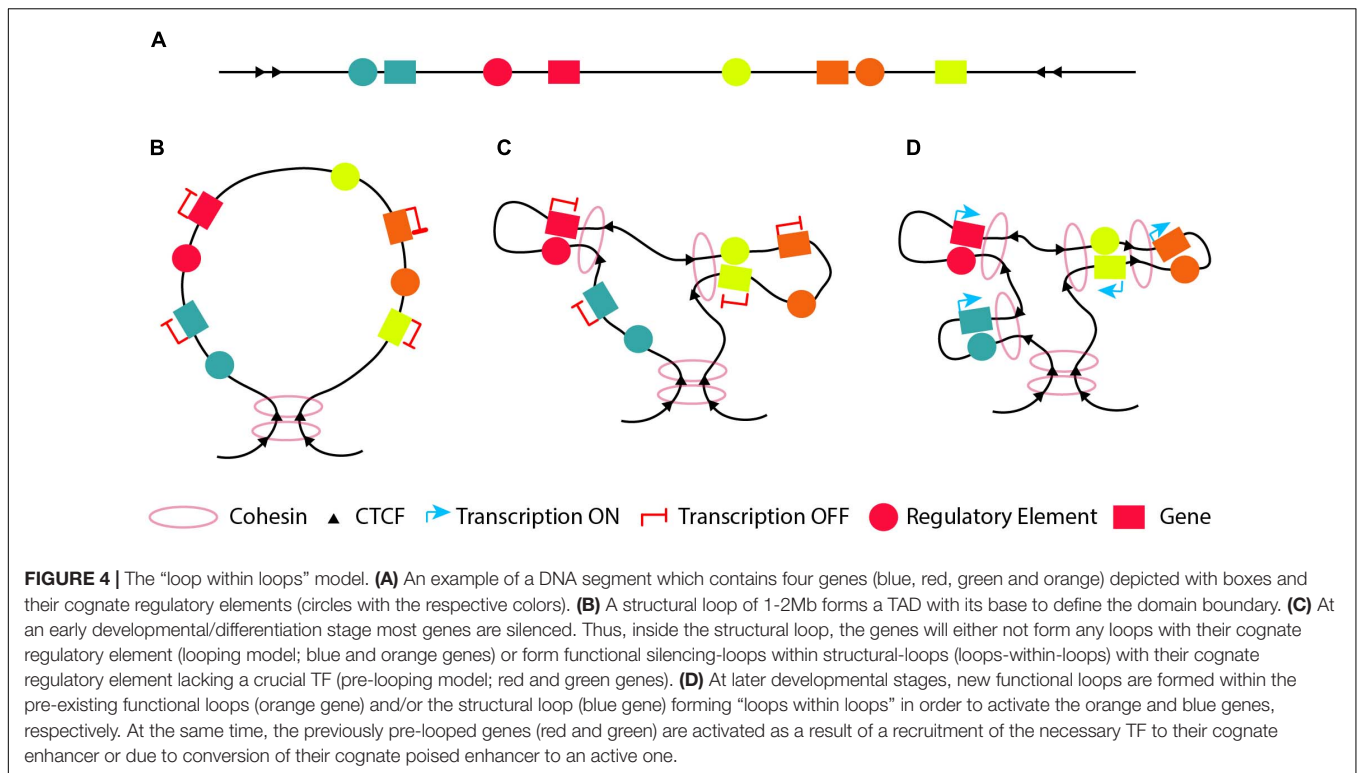 A
B
C
D
Cohesin CTCF Transcription ON Transcription OFF Regulatory Element Gene
FIGURE 4 | The “loop within loops” model. (A) An example of a DNA segment which contains four genes (blue, red, green and orange) depicted with boxes and
their cognate regulatory elements (circles with the respective colors). (B) A structural loop of 1-2Mb forms a TAD with its base to define the domain boundary. (C) At
an early developmental/differentiation stage most genes are silenced. Thus, inside the structural loop, the genes will either not form any loops with their cognate
regulatory element (looping model; blue and orange genes) or form functional silencing-loops within structural-loops (loops-within-loops) with their cognate
regulatory element lacking a crucial TF (pre-looping model; red and green genes). (D) At later developmental stages, new functional loops are formed within the
pre-existing functional loops (orange gene) and/or the structural loop (blue gene) forming “loops within loops” in order to activate the orange and blue genes,
respectively. At the same time, the previously pre-looped genes (red and green) are activated as a result of a recruitment of the necessary TF to their cognate
enhancer or due to conversion of their cognate poised enhancer to an active one.